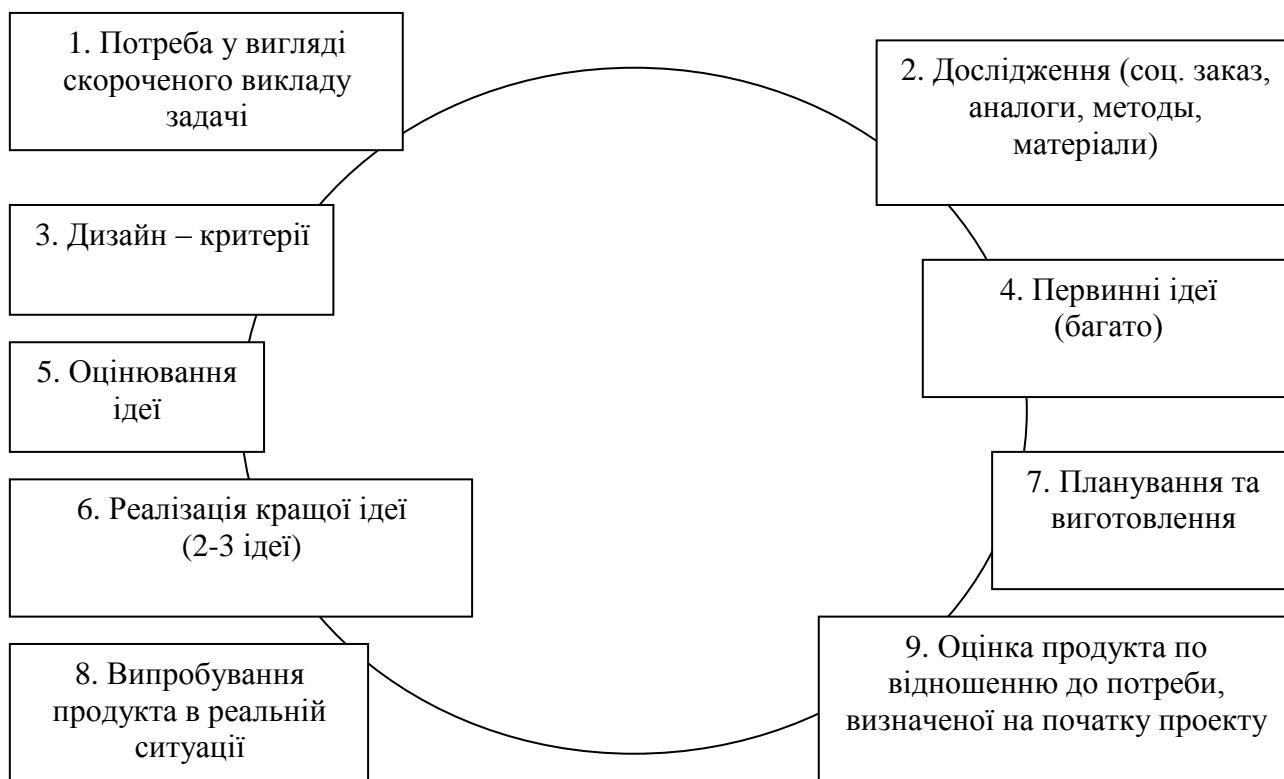 1. Потреба у вигляді
скороченого викладу
задачі
2. Дослідження (соц. заказ,
аналоги, методы,
матеріали)
3. Дизайн – критерії
4. Первинні ідеї
(багато)
5. Оцінювання
ідеї
6. Реалізація кращої ідеї
(2-3 ідеї)
7. Планування та
виготовлення
8. Випробування
продукта в реальній
ситуації
9. Оцінка продукта по
відношенню до потреби,
визначеної на початку проекту